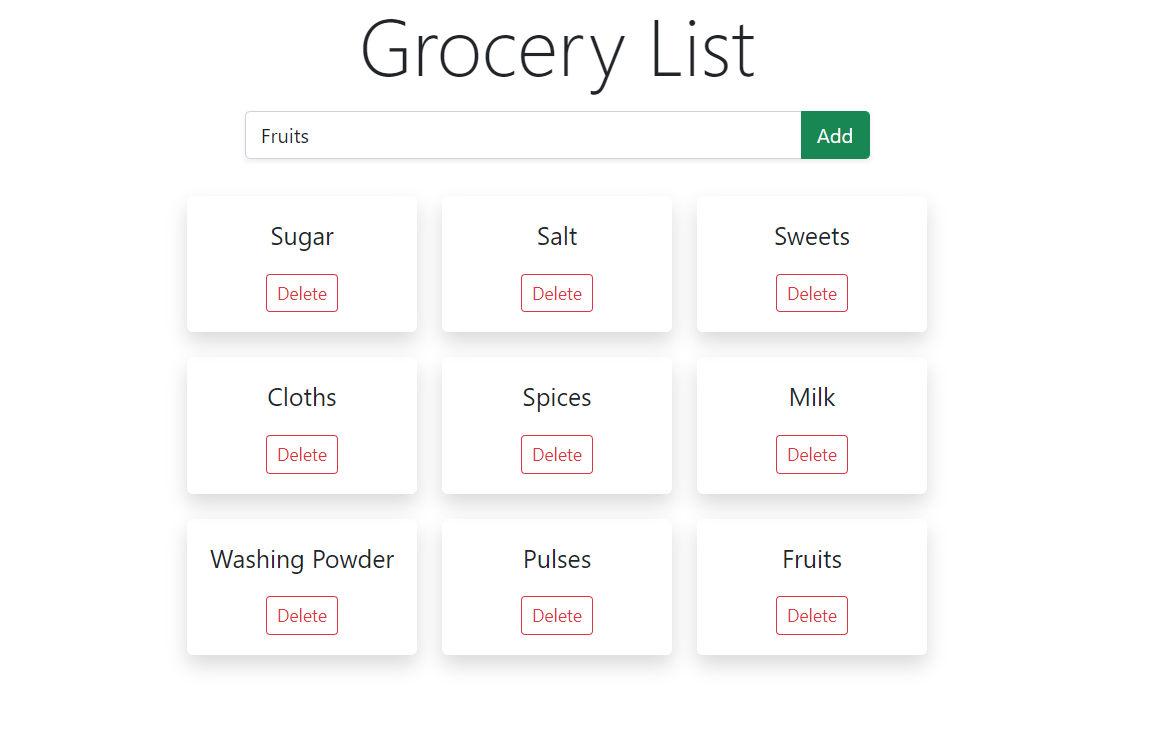 Grocery List
Fruits Add
Sugar Salt Sweets
Delete Delete Delete
Cloths Spices Milk
Delete Delete Delete
Washing Powder Pulses Fruits
Delete Delete Delete